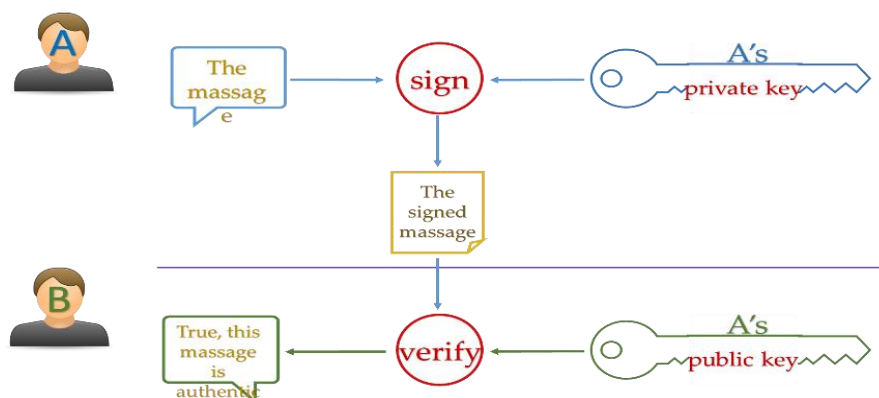 A
The
massag
e
sign
A's
private key
The
signed
massage
B
True, this
massage
is
authentic
verify
A's
public key